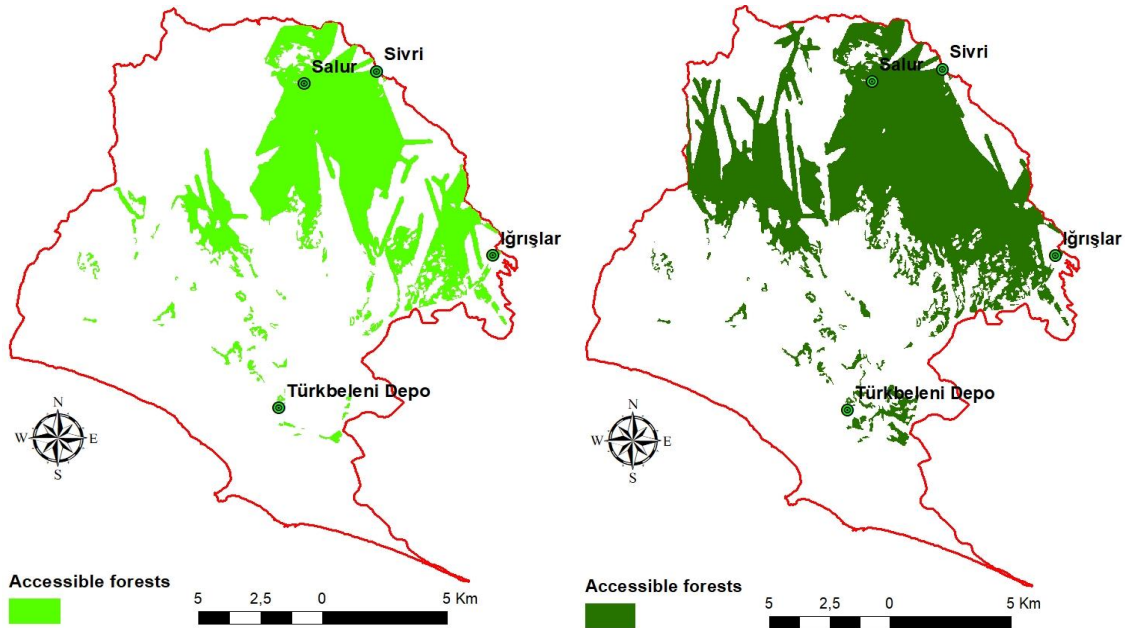 Sivri
Salur
Iğrışlar
Türkbeleni Depo
N
W E
S
Accessible forests
5 2,5 0 5 Km
Sivri
Salur
Iğrışlar
Türkbeleni Depo
N
W E
S
Accessible forests
5 2,5 0 5 Km